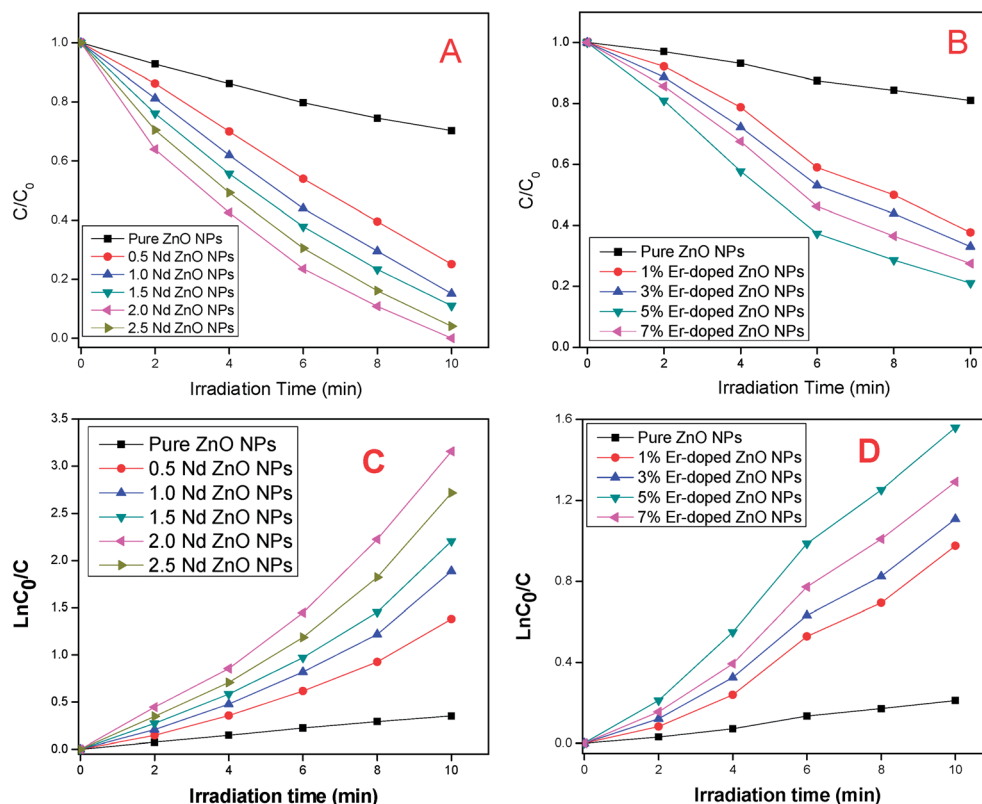 A
C/C0
1.0
0.8
0.6
0.4
0.2
0.0
Pure ZnO NPs
0.5 Nd ZnO NPs
1.0 Nd ZnO NPs
1.5 Nd ZnO NPs
2.0 Nd ZnO NPs
2.5 Nd ZnO NPs
0 2 4 6 8 10
Irradiation Time (min)
B
C/C0
1.0
0.8
0.6
0.4
0.2
0.0
Pure ZnO NPs
1% Er-doped ZnO NPs
3% Er-doped ZnO NPs
5% Er-doped ZnO NPs
7% Er-doped ZnO NPs
0 2 4 6 8 10
Irradiation Time (min)
C
LnC0/C
3.5
3.0
2.5
2.0
1.5
1.0
0.5
0.0
Pure ZnO NPs
0.5 Nd ZnO NPs
1.0 Nd ZnO NPs
1.5 Nd ZnO NPs
2.0 Nd ZnO NPs
2.5 Nd ZnO NPs
0 2 4 6 8 10
Irradiation time (min)
D
LnC0/C
1.6
1.2
0.8
0.4
0.0
Pure ZnO NPs
1% Er-doped ZnO NPs
3% Er-doped ZnO NPs
5% Er-doped ZnO NPs
7% Er-doped ZnO NPs
0 2 4 6 8 10
Irradiation time (min)